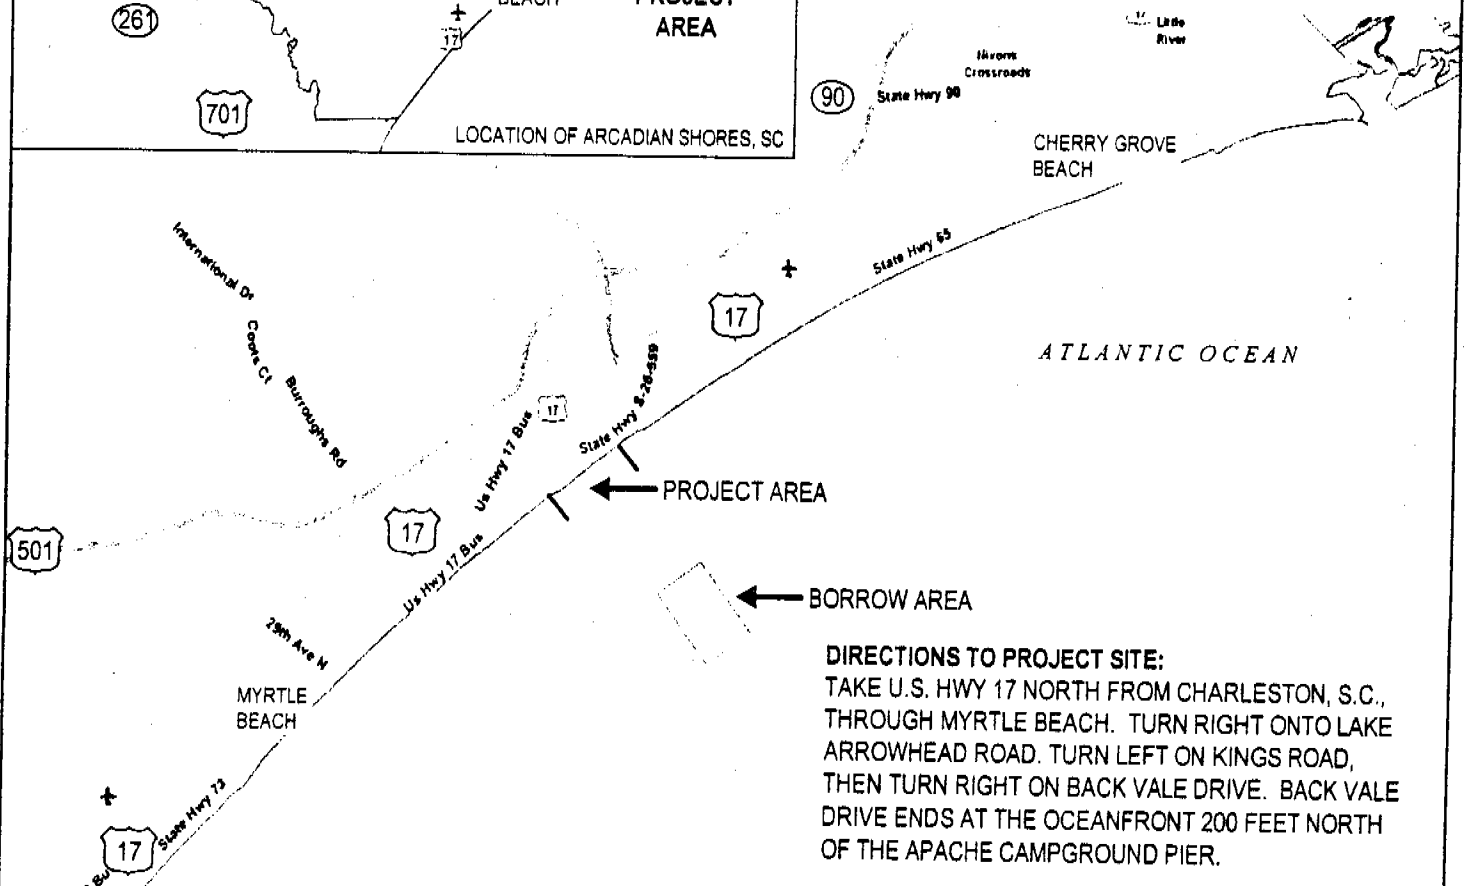 261
17
AREA
701
LOCATION OF ARCADIAN SHORES, SC
Little
River
Crossroads
90
State Hwy 90
CHERRY GROVE
BEACH
International Dr
State Hwy 65
17
Coots Ct
ATLANTIC OCEAN
Burroughs Rd
17
Us Hwy 17 Bus
State Hwy S-26-559
PROJECT AREA
501
17
Us Hwy 17 Bus
BORROW AREA
29th Ave N
MYRTLE
BEACH
DIRECTIONS TO PROJECT SITE:
TAKE U.S. HWY 17 NORTH FROM CHARLESTON, S.C.,
THROUGH MYRTLE BEACH. TURN RIGHT ONTO LAKE
ARROWHEAD ROAD. TURN LEFT ON KINGS ROAD,
THEN TURN RIGHT ON BACK VALE DRIVE. BACK VALE
DRIVE ENDS AT THE OCEANFRONT 200 FEET NORTH
OF THE APACHE CAMPGROUND PIER.
State Hwy 73
17